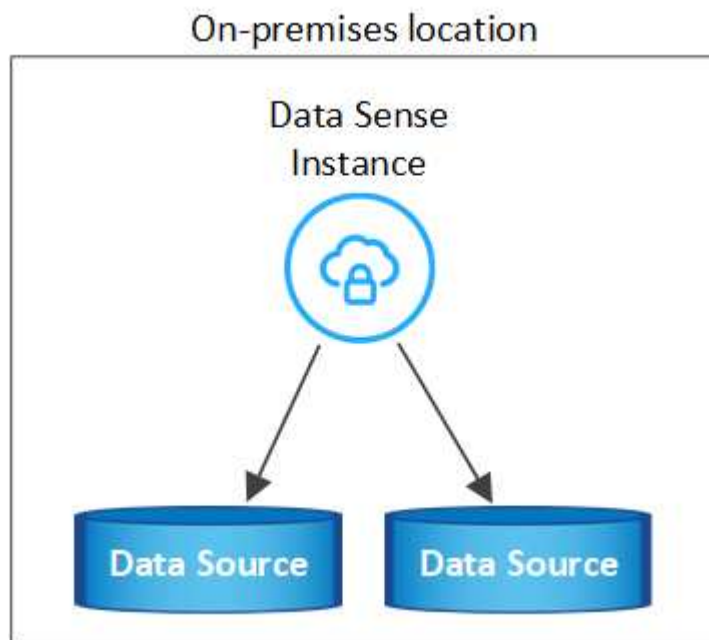 On-premises location
Data Sense
Instance
Data Source
Data Source